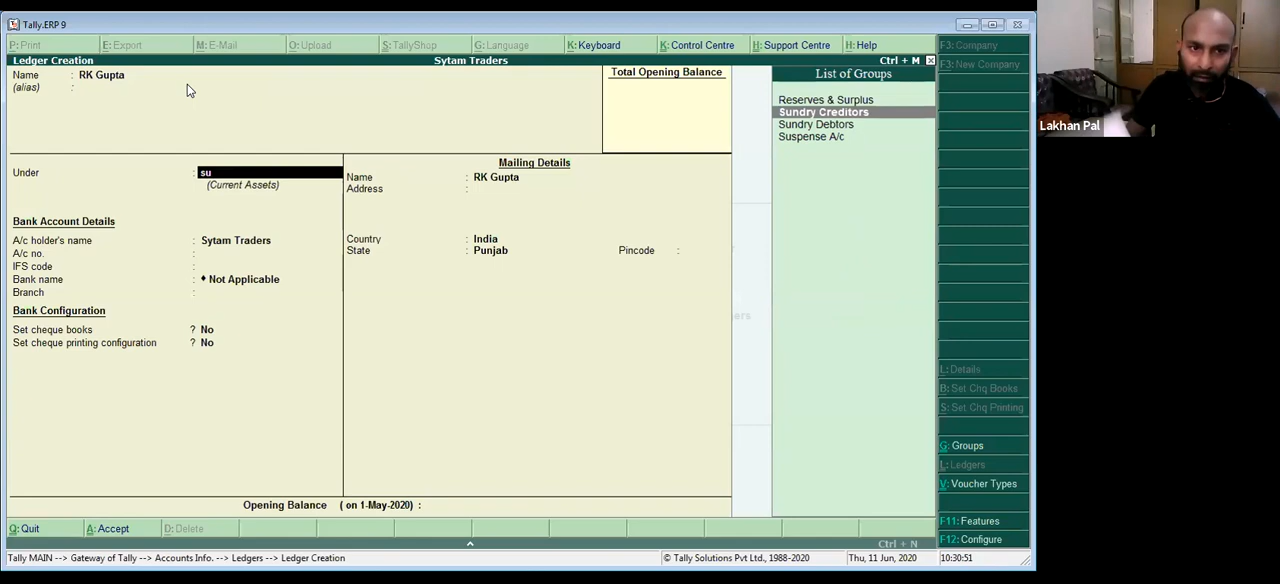 Tally.ERP 9
P: Print
E: Export
M: E-Mail
O: Upload
S: TallyShop
G: Language
K: Keyboard
K: Control Centre
H: Support Centre
H: Help
F3: Company
F3: New Company
Ledger Creation
Sytam Traders
Ctrl + M
Name : RK Gupta
(alias) :
Total Opening Balance
List of Groups
Reserves & Surplus
Sundry Creditors
Sundry Debtors
Suspense A/c
Lakhan Pal
Under : su
(Current Assets)
Bank Account Details
A/c holder's name : Sytam Traders
A/c no. :
IFS code :
Bank name : ♦ Not Applicable
Branch :
Bank Configuration
Set cheque books ? No
Set cheque printing configuration ? No
Mailing Details
Name : RK Gupta
Address :
Country : India
State : Punjab
Pincode :
ers
L: Details
B: Set Chq Books
S: Set Chq Printing
G: Groups
L: Ledgers
V: Voucher Types
F11: Features
F12: Configure
Opening Balance ( on 1-May-2020) :
Q: Quit
A: Accept
D: Delete
Ctrl + N
Tally MAIN --> Gateway of Tally --> Accounts Info. --> Ledgers --> Ledger Creation
© Tally Solutions Pvt Ltd., 1988-2020
Thu, 11 Jun, 2020
10:30:51